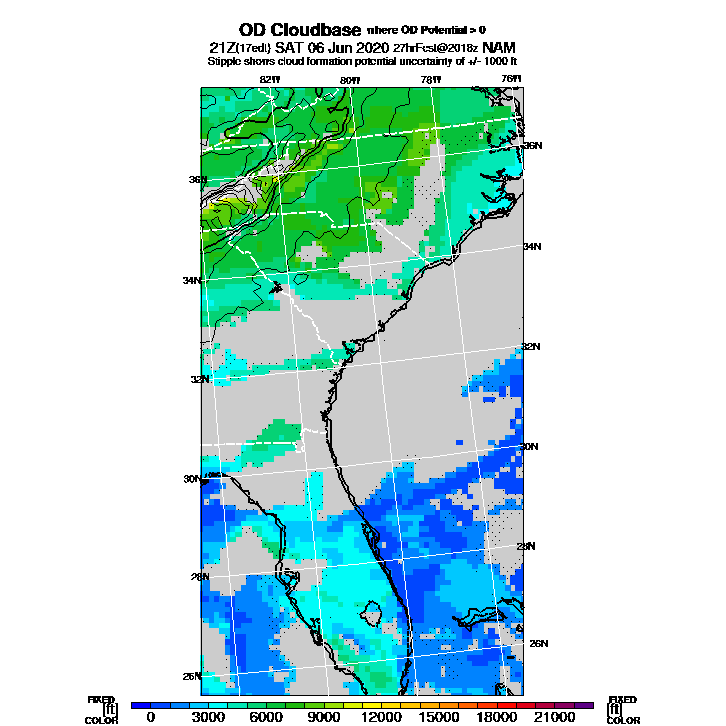 OD Cloudbase where OD Potential > 0
21Z(17edt) SAT 06 Jun 2020 27hrFcst@2018z NAM
Stipple shows cloud formation potential uncertainty of +/- 1000 ft
82W 80W 78W 76W
36N
36N
34N
34N
32N
32N
30N
30N
28N
28N
26N
26N
FIXED FIXED
[ft] [ft]
COLOR 0 3000 6000 9000 12000 15000 18000 21000 COLOR